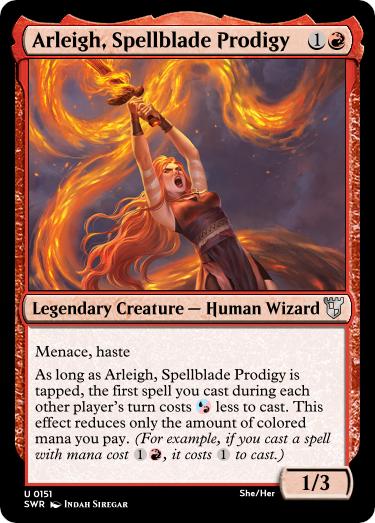 Arleigh, Spellblade Prodigy 1
Legendary Creature — Human Wizard
Menace, haste
As long as Arleigh, Spellblade Prodigy is
tapped, the first spell you cast during each
other player's turn costs less to cast. This
effect reduces only the amount of colored
mana you pay. (For example, if you cast a spell
with mana cost 1, it costs 1 to cast.)
1/3
U 0151
SWR Indah Siregar
She/Her